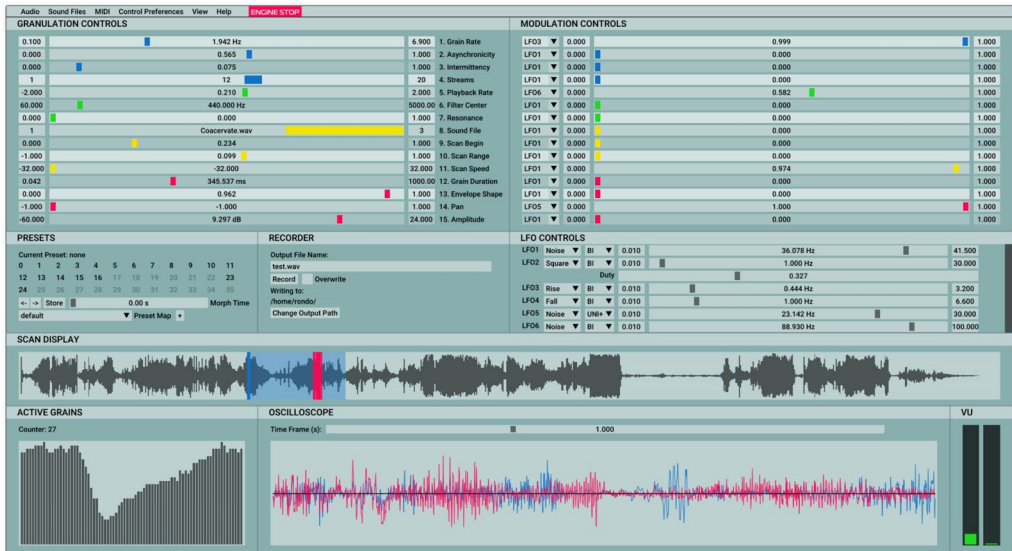 Audio Sound Files MIDI Control Preferences View Help ENGINE STOP
GRANULATION CONTROLS
0.100 1.942 Hz 6.900 1. Grain Rate
0.000 0.565 1.000 2. Asynchronicity
0.000 0.075 1.000 3. Intermittency
1 12 20 4. Streams
-2.000 0.210 2.000 5. Playback Rate
60.000 440.000 Hz 5000.00 6. Filter Center
0.000 0.000 1.000 7. Resonance
1 Coacervate.wav 3 8. Sound File
0.000 0.234 1.000 9. Scan Begin
-1.000 0.099 1.000 10. Scan Range
-32.000 -32.000 32.000 11. Scan Speed
0.042 345.537 ms 1000.00 12. Grain Duration
0.000 0.962 1.000 13. Envelope Shape
-1.000 -1.000 1.000 14. Pan
-60.000 9.297 dB 24.000 15. Amplitude
MODULATION CONTROLS
LFO3 ▼ 0.000 0.999 1.000
LFO1 ▼ 0.000 0.000 1.000
LFO1 ▼ 0.000 0.000 1.000
LFO1 ▼ 0.000 0.000 1.000
LFO6 ▼ 0.000 0.582 1.000
LFO1 ▼ 0.000 0.000 1.000
LFO1 ▼ 0.000 0.000 1.000
LFO1 ▼ 0.000 0.000 1.000
LFO1 ▼ 0.000 0.000 1.000
LFO1 ▼ 0.000 0.000 1.000
LFO1 ▼ 0.000 0.974 1.000
LFO1 ▼ 0.000 0.000 1.000
LFO1 ▼ 0.000 0.000 1.000
LFO5 ▼ 0.000 1.000 1.000
LFO1 ▼ 0.000 0.000 1.000
PRESETS
Current Preset: none
0 1 2 3 4 5 6 7 8 9 10 11
12 13 14 15 16 17 18 19 20 21 22 23
24 25 26 27 28 29 30 31 32 33 34 35
<- -> Store 0.00 s Morph Time
default ▼ Preset Map +
RECORDER
Output File Name:
test.wav
Record Overwrite
Writing to:
/home/rondo/
Change Output Path
LFO CONTROLS
LFO1 Noise ▼ BI ▼ 0.010 36.078 Hz 41.500
LFO2 Square ▼ BI ▼ 0.010 1.000 Hz 30.000
Duty 0.327
LFO3 Rise ▼ BI ▼ 0.010 0.444 Hz 3.200
LFO4 Fall ▼ BI ▼ 0.010 1.000 Hz 6.600
LFO5 Noise ▼ UNI+ ▼ 0.010 23.142 Hz 30.000
LFO6 Noise ▼ BI ▼ 0.010 88.930 Hz 100.000
SCAN DISPLAY
ACTIVE GRAINS
Counter: 27
OSCILLOSCOPE
Time Frame (s): 1.000
VU